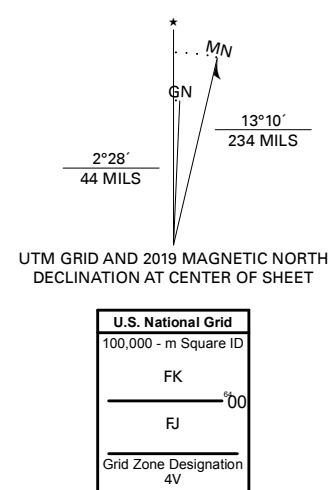 ★
MN
GN
13°10´
234 MILS
2°28´
44 MILS
UTM GRID AND 2019 MAGNETIC NORTH
DECLINATION AT CENTER OF SHEET
U.S. National Grid
100,000 - m Square ID
FK
6400
FJ
Grid Zone Designation
4V